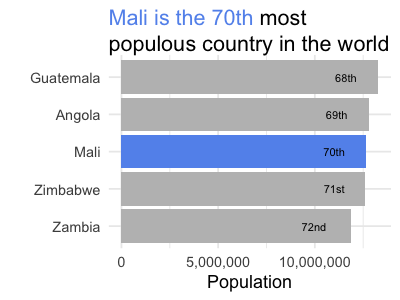 Mali is the 70th most
populous country in the world
Guatemala 68th
Angola 69th
Mali 70th
Zimbabwe 71st
Zambia 72nd
0 5,000,000 10,000,000
Population